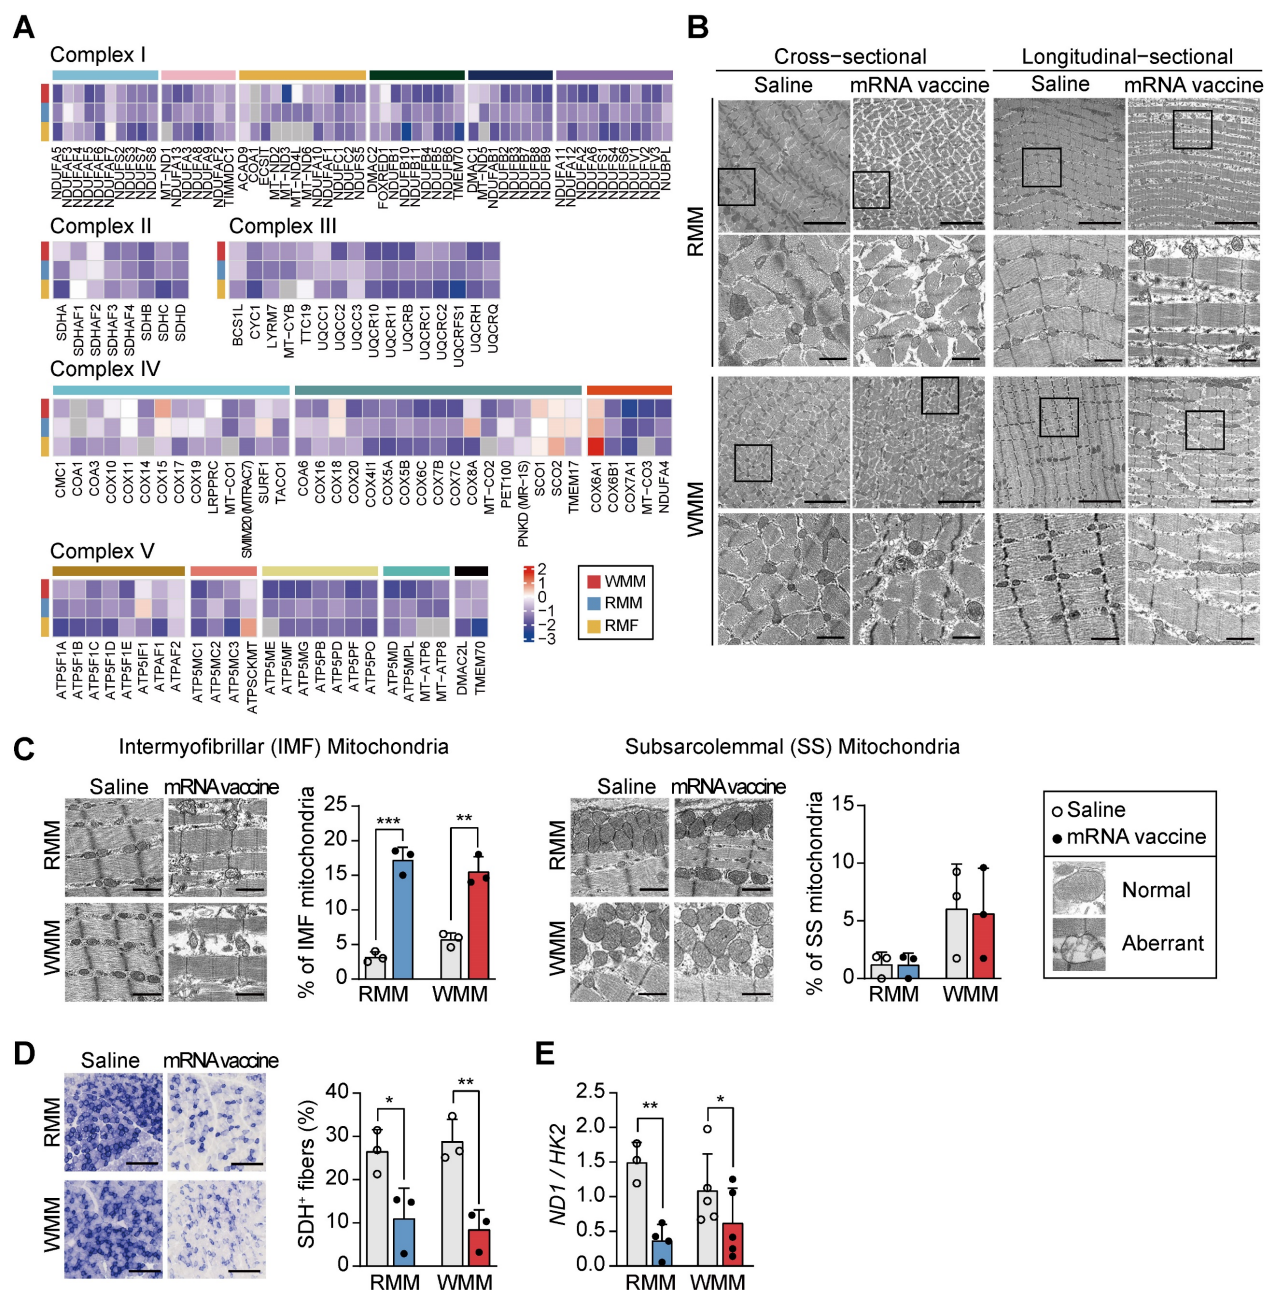 A
Complex I
NDUFA5
NDUFAF3
NDUFAF4
NDUFAF5
NDUFAF6
NDUFAF7
NDUFS2
NDUFS3
NDUFS7
NDUFS8
MT-ND1
NDUFA13
NDUFA3
NDUFA8
NDUFA9
NDUFAF2
TIMMDC1
ACAD9
COA1
ECSIT
MT-ND2
MT-ND3
MT-ND4L
MT-ND6
NDUFA10
NDUFAF1
NDUFC1
NDUFC2
NDUFS5
DMAC2
FOXRED1
NDUFB1
NDUFB10
NDUFB11
NDUFB4
NDUFB5
NDUFB6
TMEM70
DMAC1
MT-ND5
NDUFAB1
NDUFB2
NDUFB3
NDUFB7
NDUFB8
NDUFB9
NDUFA11
NDUFA12
NDUFA2
NDUFA6
NDUFS1
NDUFS4
NDUFS6
NDUFV1
NDUFV2
NDUFV3
NUBPL
Complex II
SDHA
SDHAF1
SDHAF2
SDHAF3
SDHAF4
SDHB
SDHC
SDHD
Complex III
BCS1L
CYC1
LYRM7
MT-CYB
TTC19
UQCC1
UQCC2
UQCC3
UQCR10
UQCR11
UQCRB
UQCRC1
UQCRC2
UQCRFS1
UQCRH
UQCRQ
Complex IV
CMC1
COA1
COA3
COX10
COX11
COX14
COX15
COX17
COX19
LRPPRC
MT-CO1
SMIM20 (MTRAC7)
SURF1
TACO1
COA6
COX16
COX18
COX20
COX4I1
COX5A
COX5B
COX6C
COX7B
COX7C
COX8A
MT-CO2
PET100
PNKD (MR-1S)
SCO1
SCO2
TMEM17
COX6A1
COX6B1
COX7A1
MT-CO3
NDUFA4
Complex V
ATP5F1A
ATP5F1B
ATP5F1C
ATP5F1D
ATP5F1E
ATP5IF1
ATPAF1
ATPAF2
ATP5MC1
ATP5MC2
ATP5MC3
ATPSCKMT
ATP5ME
ATP5MF
ATP5MG
ATP5PB
ATP5PD
ATP5PF
ATP5PO
ATP5MD
ATP5MPL
MT-ATP6
MT-ATP8
DMAC2L
TMEM70
2
1
0
-1
-2
-3
WMM
RMM
RMF
B
Cross-sectional
Longitudinal-sectional
Saline
mRNA vaccine
Saline
mRNA vaccine
RMM
WMM
C
Intermyofibrillar (IMF) Mitochondria
Saline
mRNA vaccine
RMM
WMM
% of IMF mitochondria
25
20
15
10
5
0
***
**
RMM
WMM
Subsarcolemmal (SS) Mitochondria
Saline
mRNA vaccine
RMM
WMM
% of SS mitochondria
15
10
5
0
RMM
WMM
Saline
mRNA vaccine
Normal
Aberrant
D
Saline
mRNA vaccine
RMM
WMM
SDH+ fibers (%)
40
30
20
10
0
*
**
RMM
WMM
E
ND1 / HK2
2.5
2.0
1.5
1.0
0.5
0.0
**
*
RMM
WMM